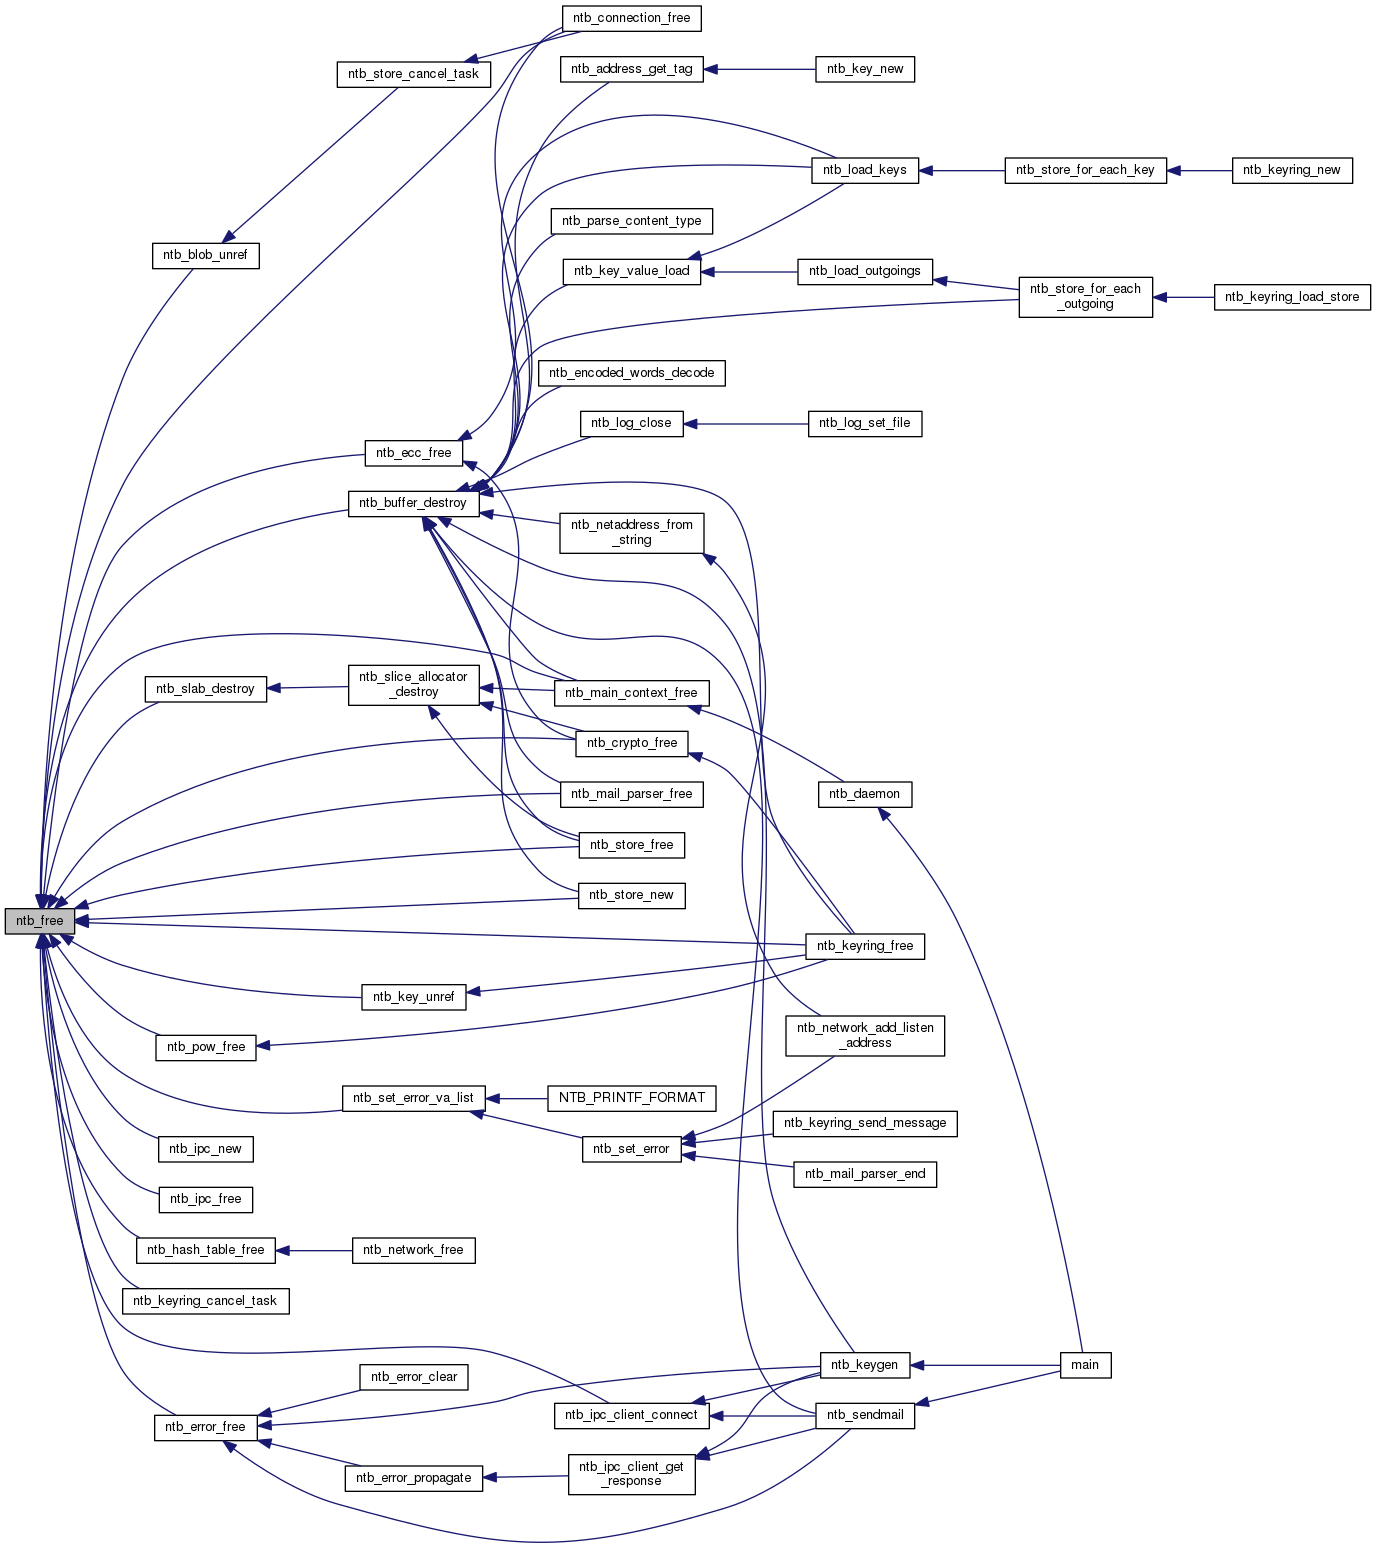 ntb_connection_free
ntb_store_cancel_task
ntb_address_get_tag
ntb_key_new
ntb_load_keys
ntb_store_for_each_key
ntb_keyring_new
ntb_parse_content_type
ntb_blob_unref
ntb_key_value_load
ntb_load_outgoings
ntb_store_for_each
_outgoing
ntb_keyring_load_store
ntb_encoded_words_decode
ntb_log_close
ntb_log_set_file
ntb_ecc_free
ntb_buffer_destroy
ntb_netaddress_from
_string
ntb_slab_destroy
ntb_slice_allocator
_destroy
ntb_main_context_free
ntb_crypto_free
ntb_mail_parser_free
ntb_daemon
ntb_store_free
ntb_store_new
ntb_free
ntb_keyring_free
ntb_key_unref
ntb_pow_free
ntb_network_add_listen
_address
ntb_set_error_va_list
NTB_PRINTF_FORMAT
ntb_keyring_send_message
ntb_ipc_new
ntb_set_error
ntb_mail_parser_end
ntb_ipc_free
ntb_hash_table_free
ntb_network_free
ntb_keyring_cancel_task
ntb_error_clear
ntb_keygen
main
ntb_error_free
ntb_ipc_client_connect
ntb_sendmail
ntb_error_propagate
ntb_ipc_client_get
_response